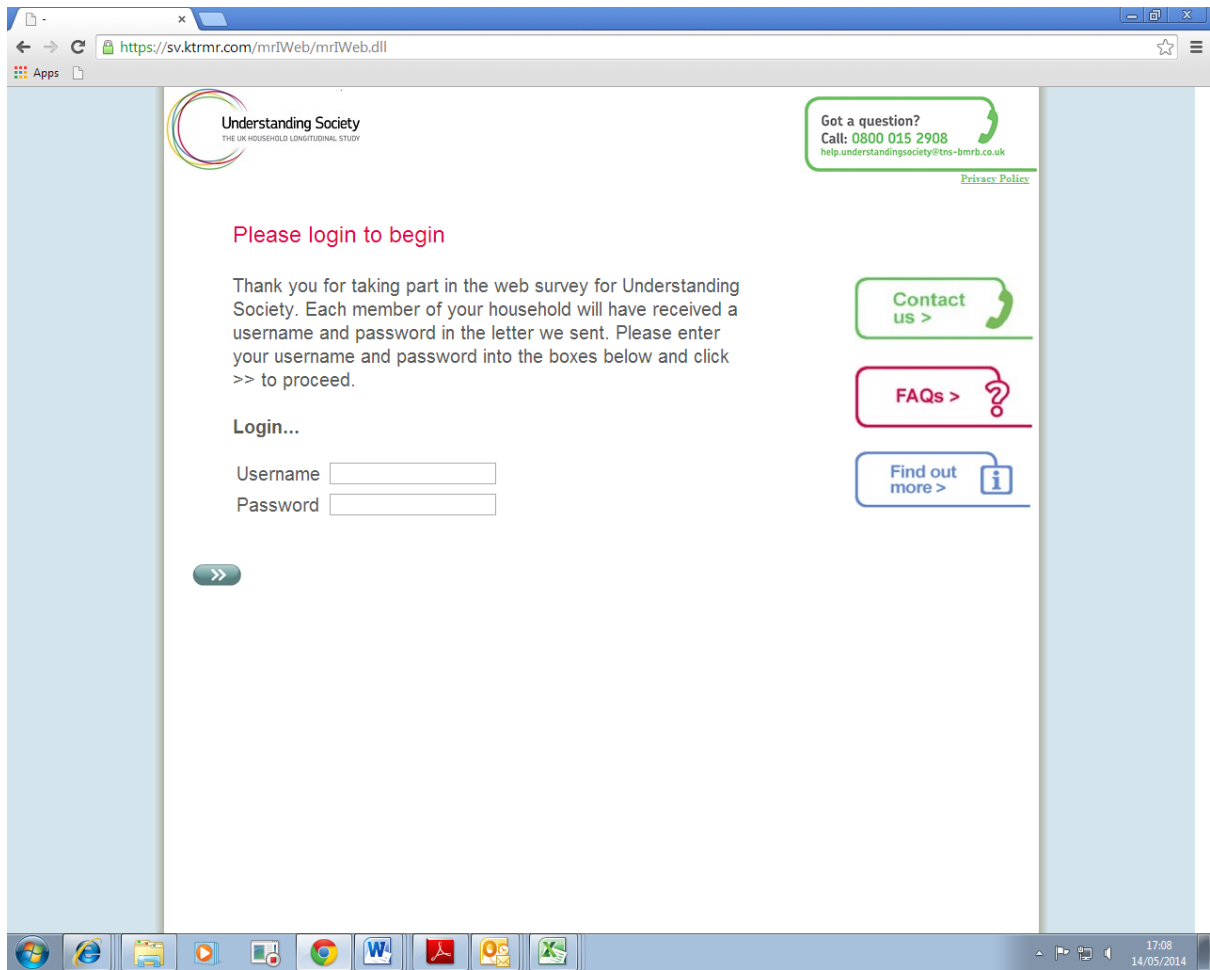 -
https://sv.ktrmr.com/mrIWeb/mrIWeb.dll
Apps
Understanding Society
THE UK HOUSEHOLD LONGITUDINAL STUDY
Got a question?
Call: 0800 015 2908
help.understandingsociety@tns-bmrb.co.uk
Privacy Policy
Please login to begin
Thank you for taking part in the web survey for Understanding
Society. Each member of your household will have received a
username and password in the letter we sent. Please enter
your username and password into the boxes below and click
>> to proceed.
Login...
Username
Password
>>
Contact
us >
FAQs >
Find out
more >
17:08
14/05/2014